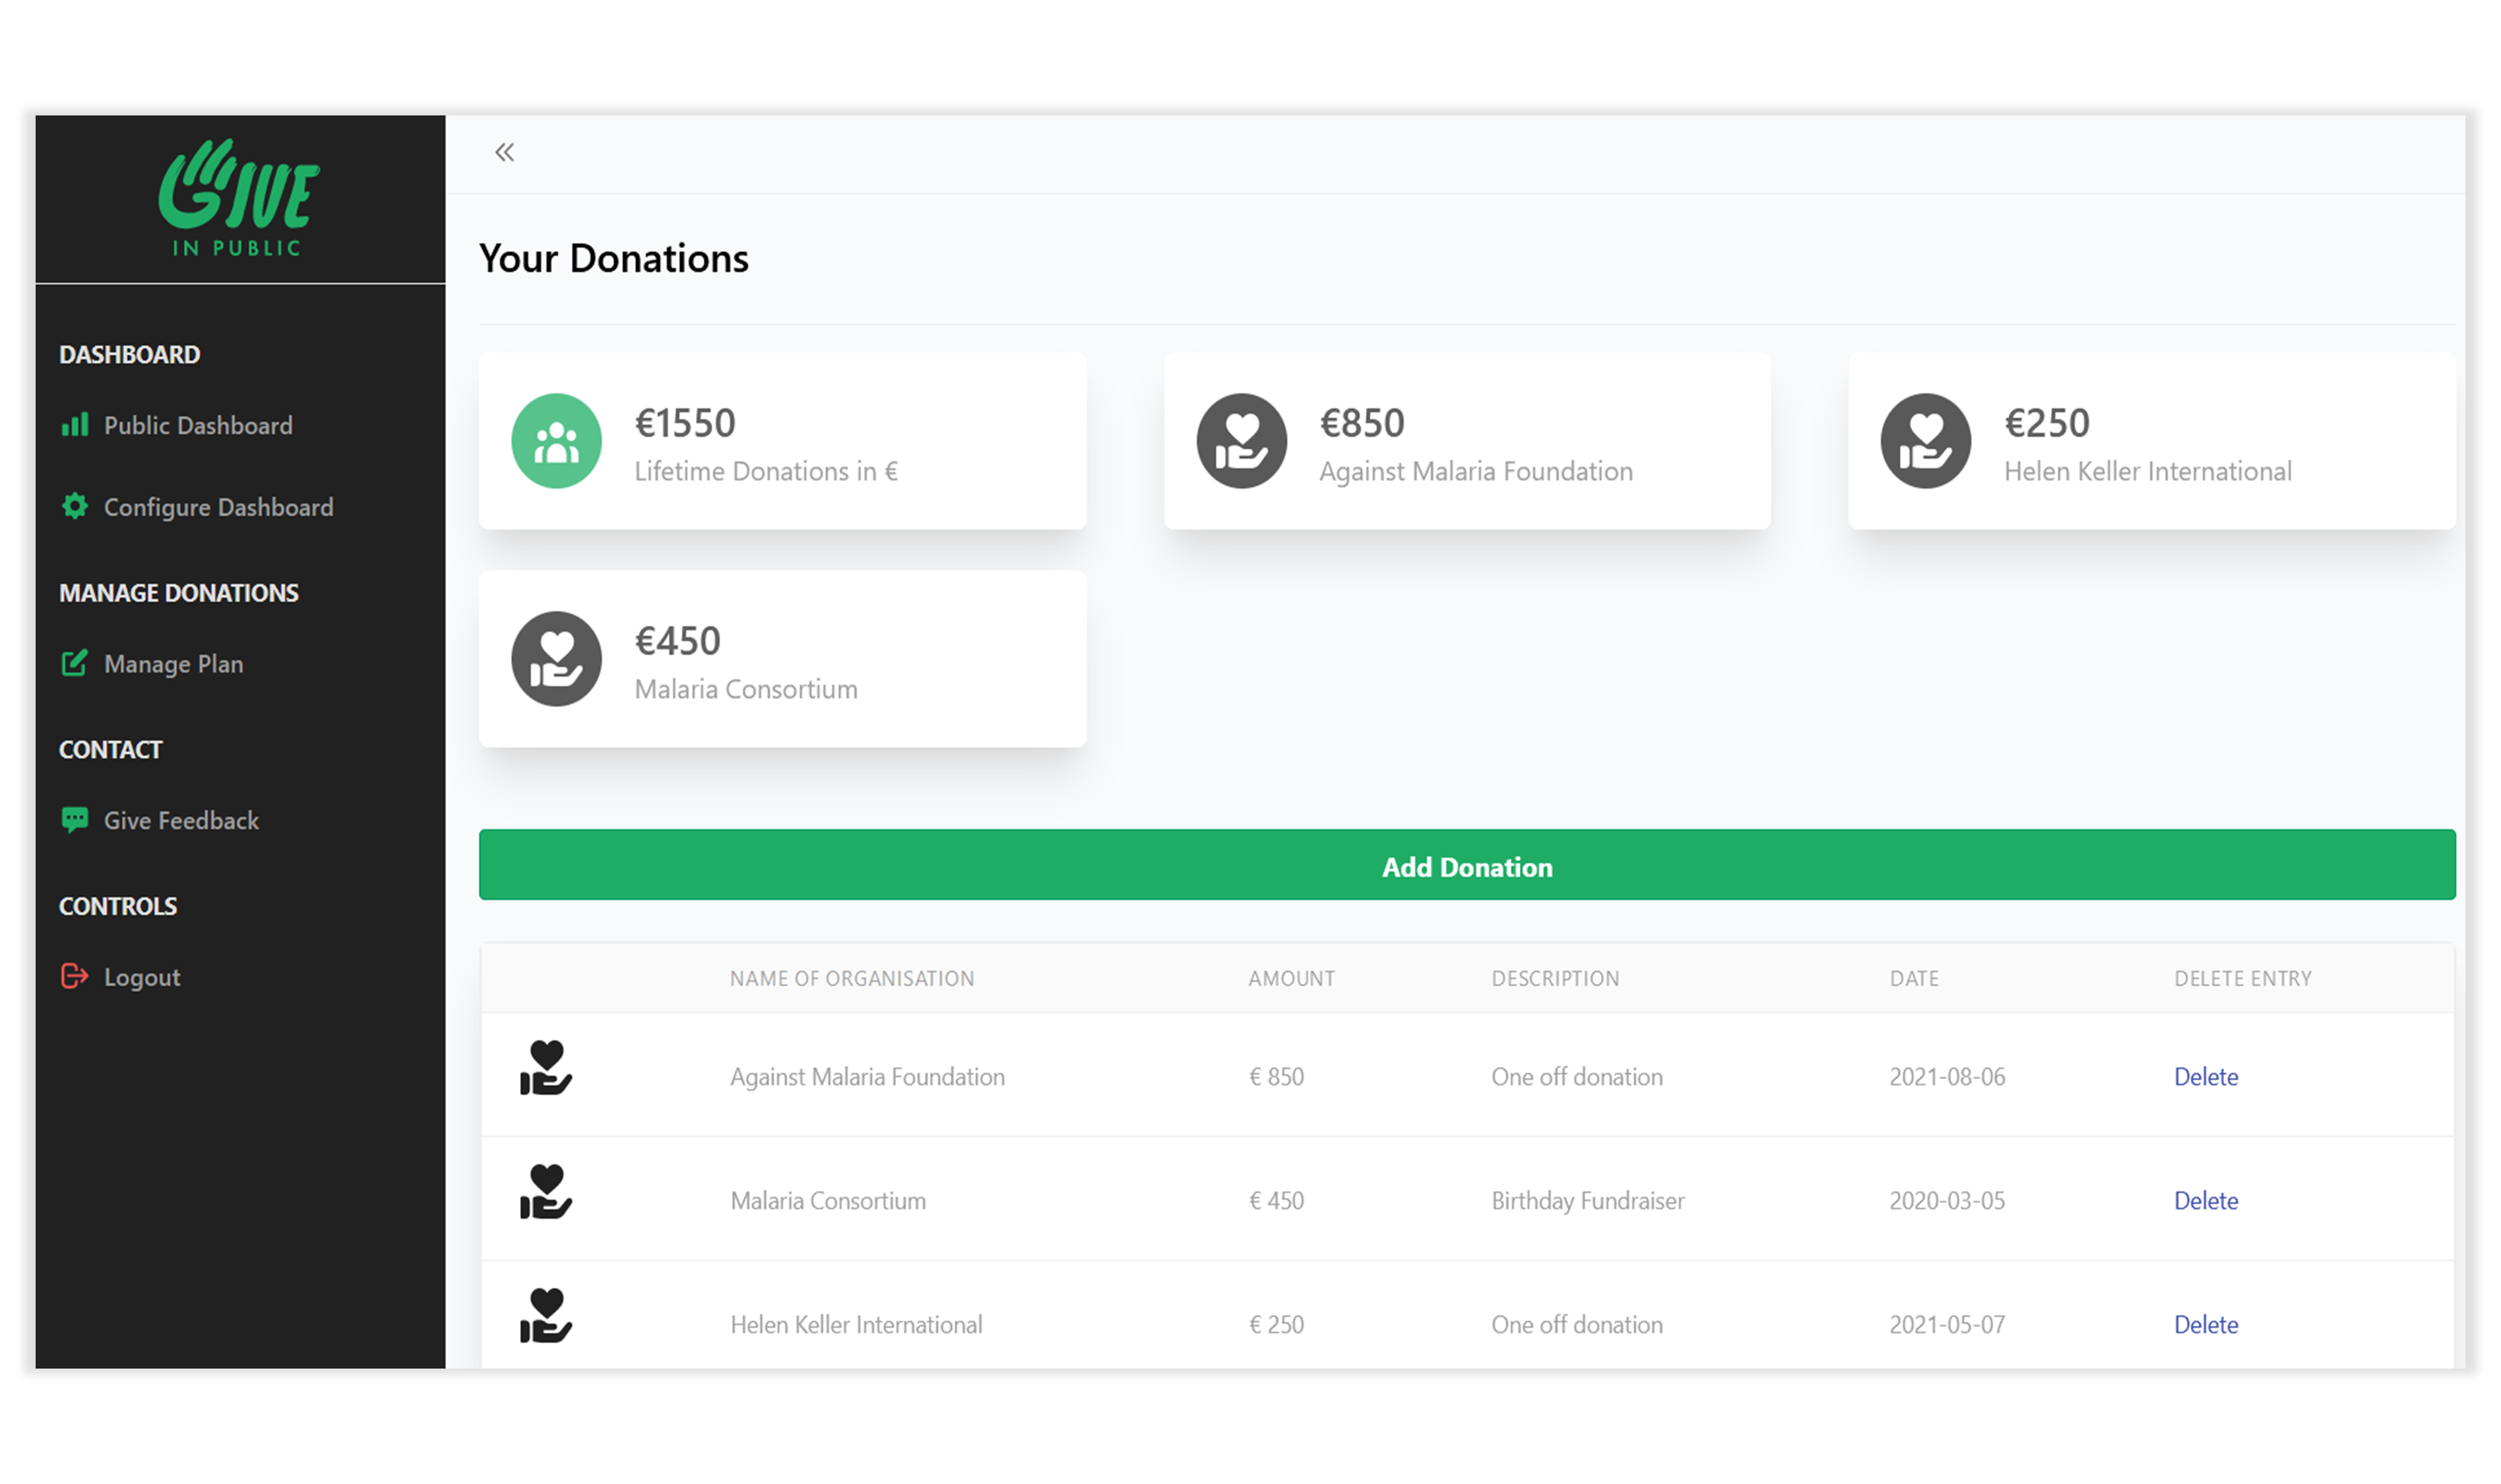 GIVE
IN PUBLIC
DASHBOARD
Public Dashboard
Configure Dashboard
MANAGE DONATIONS
Manage Plan
CONTACT
Give Feedback
CONTROLS
Logout
Your Donations
€1550
Lifetime Donations in €
€850
Against Malaria Foundation
€250
Helen Keller International
€450
Malaria Consortium
Add Donation
NAME OF ORGANISATION AMOUNT DESCRIPTION DATE DELETE ENTRY
Against Malaria Foundation € 850 One off donation 2021-08-06 Delete
Malaria Consortium € 450 Birthday Fundraiser 2020-03-05 Delete
Helen Keller International € 250 One off donation 2021-05-07 Delete